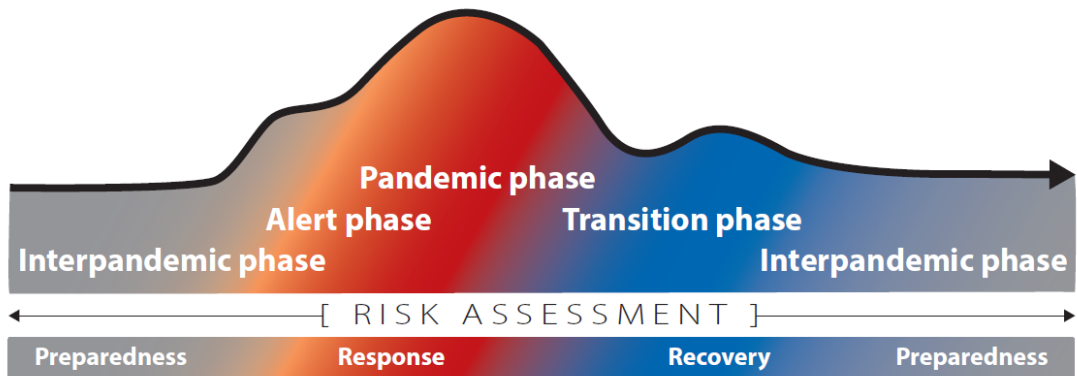 Pandemic phase
Alert phase
Transition phase
Interpandemic phase
Interpandemic phase
[ RISK ASSESSMENT ]
Preparedness
Response
Recovery
Preparedness